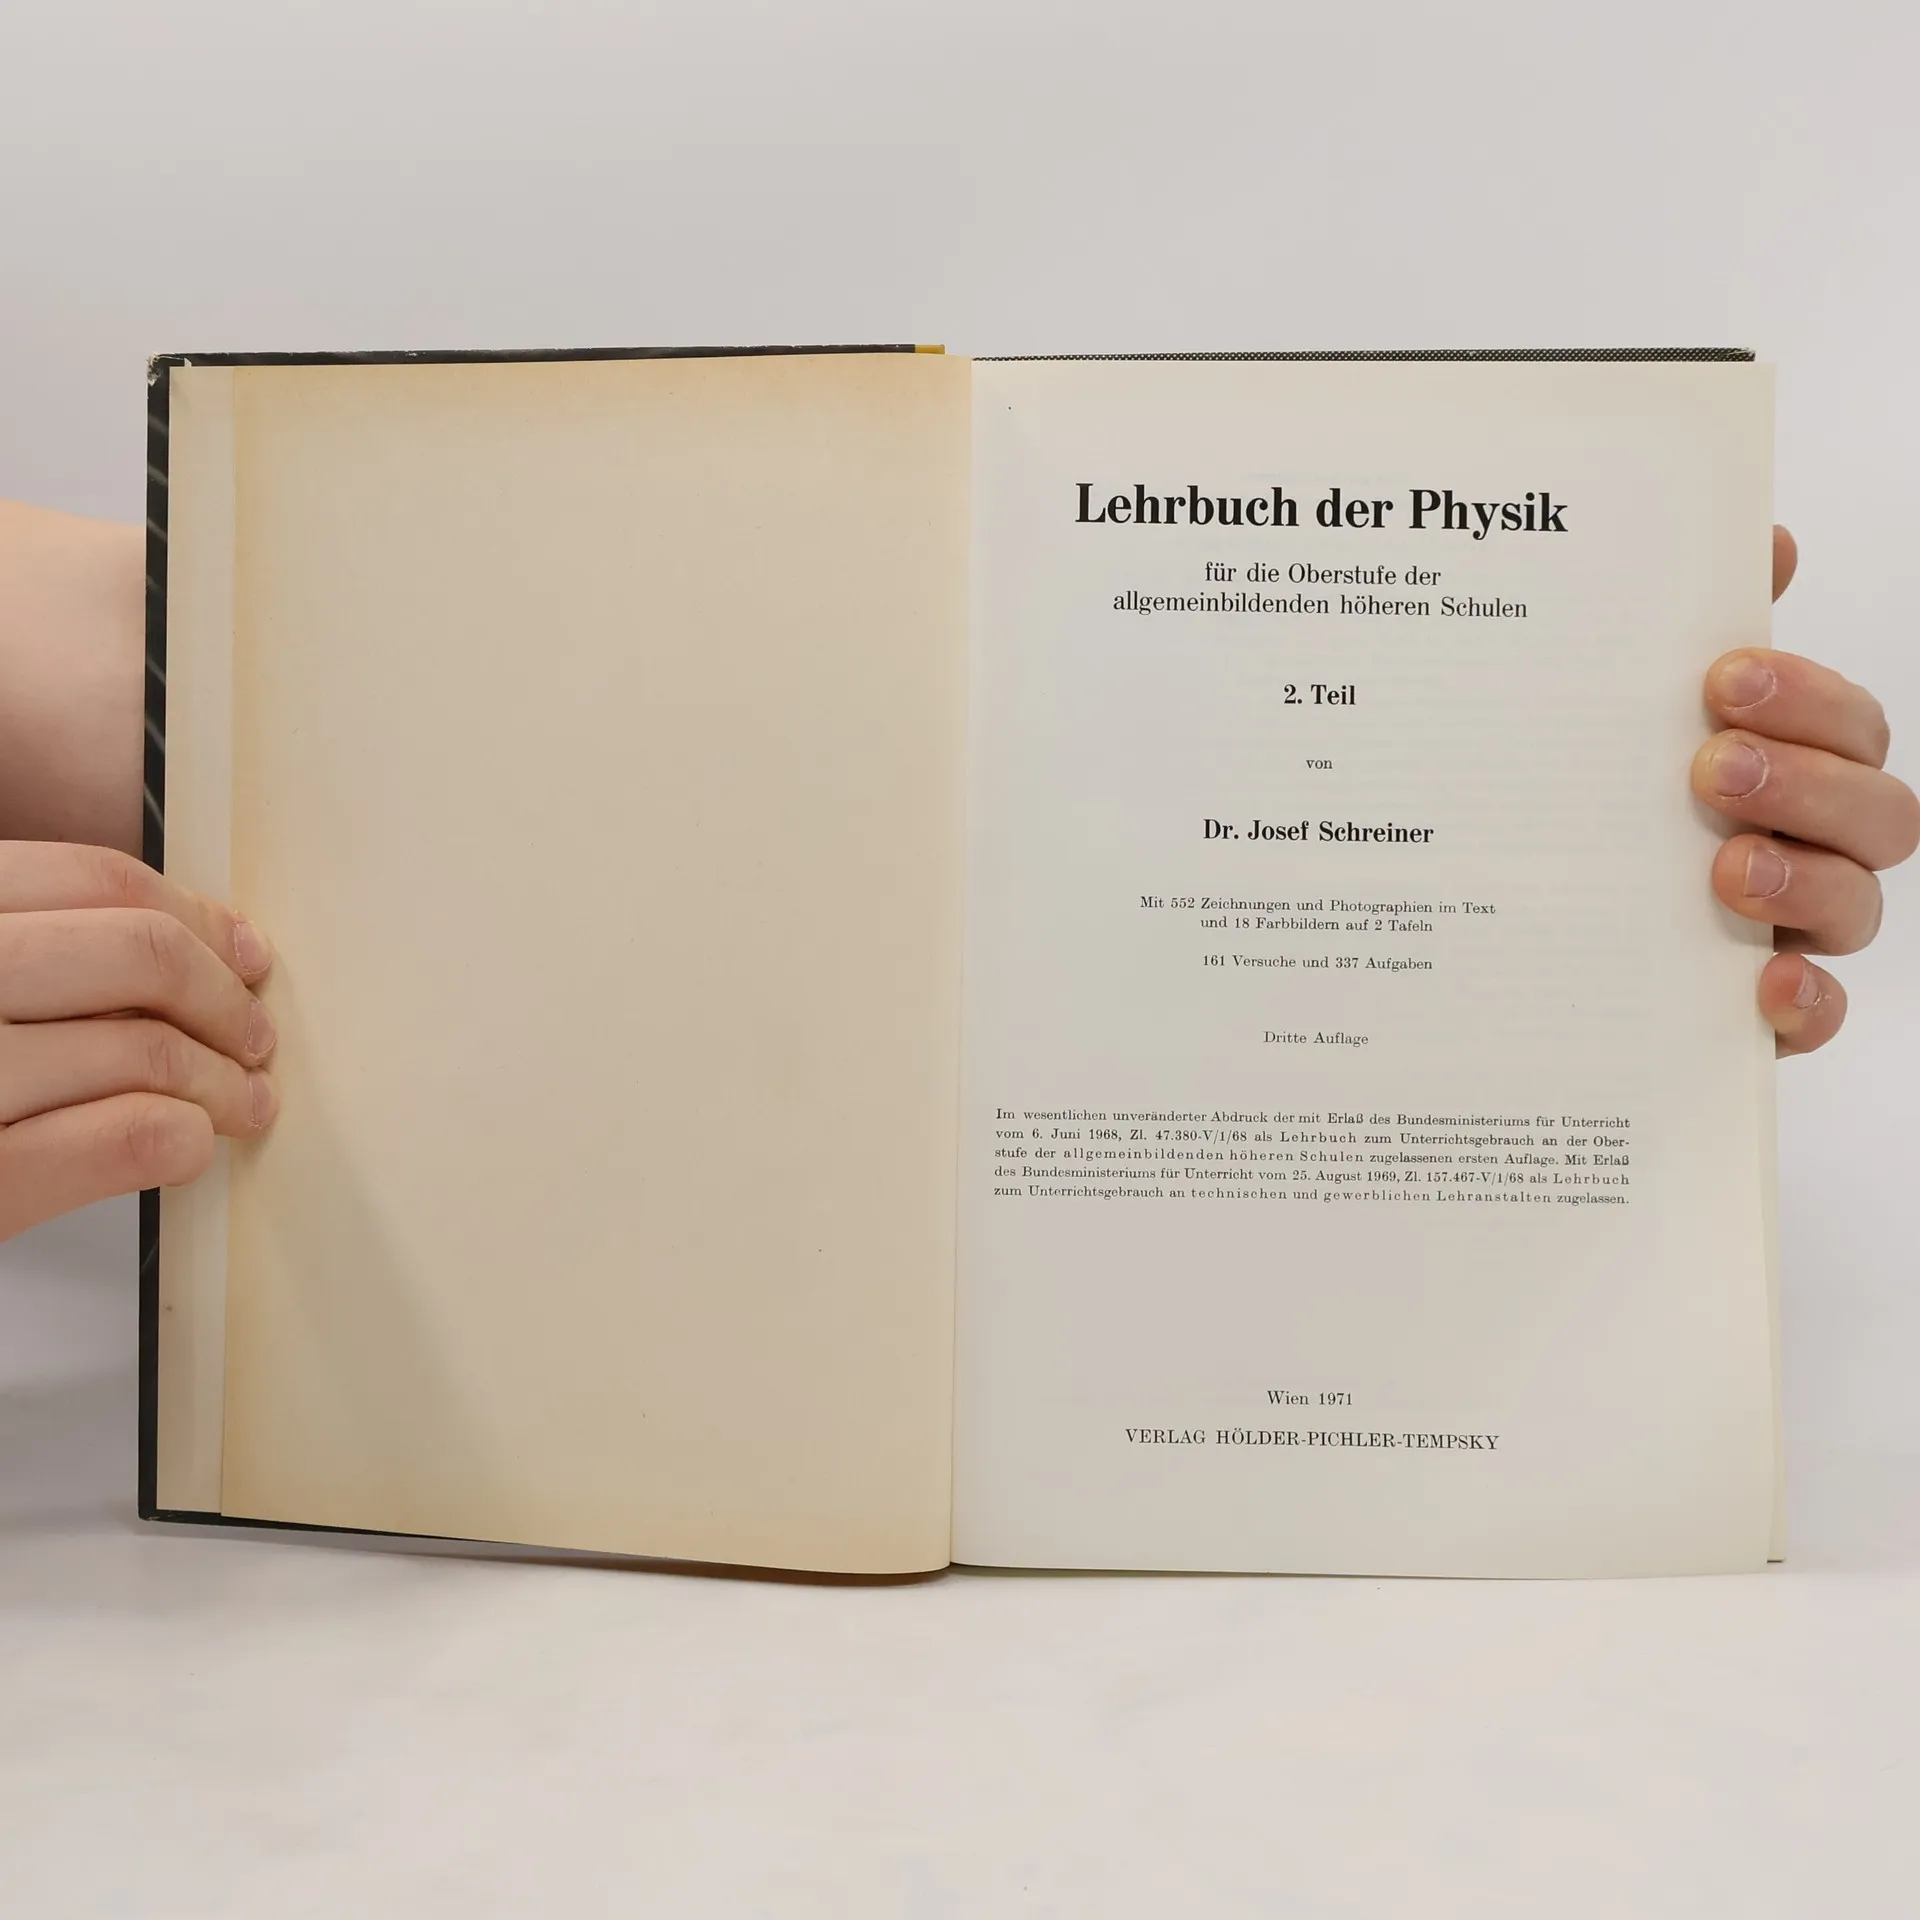 Lehrbuch der Physik
für die Oberstufe der
allgemeinbildenden höheren Schulen
2. Teil
von
Dr. Josef Schreiner
Mit 552 Zeichnungen und Photographien im Text
und 18 Farbbildern auf 2 Tafeln
161 Versuche und 337 Aufgaben
Dritte Auflage
Im wesentlichen unveränderter Abdruck der mit Erlaß des Bundesministeriums für Unterricht
vom 6. Juni 1968, Zl. 47.380-V/1/68 als Lehrbuch zum Unterrichtsgebrauch an der Ober-
stufe der allgemeinbildenden höheren Schulen zugelassenen ersten Auflage. Mit Erlaß
des Bundesministeriums für Unterricht vom 25. August 1969, Zl. 157.467-V/1/68 als Lehrbuch
zum Unterrichtsgebrauch an technischen und gewerblichen Lehranstalten zugelassen.
Wien 1971
VERLAG HÖLDER-PICHLER-TEMPSKY